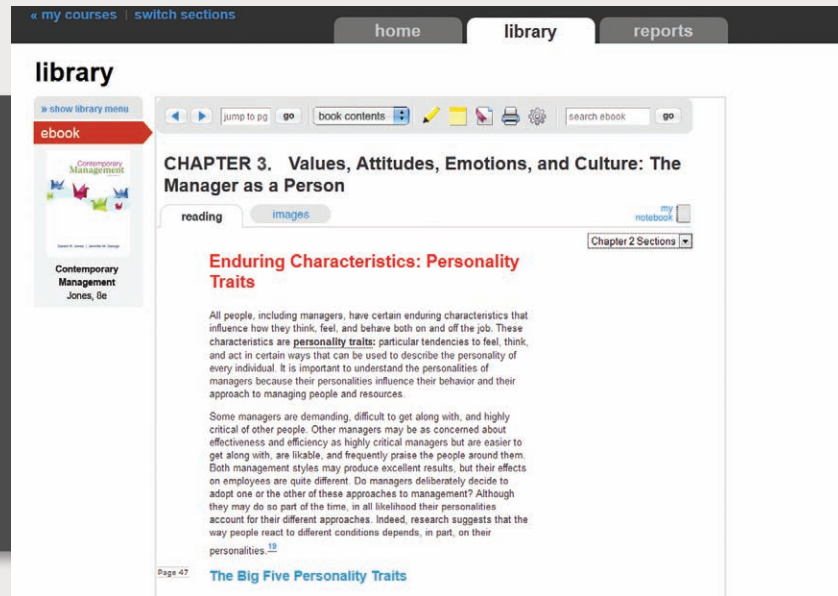 « my courses | switch sections
home library reports
library
» show library menu
ebook
Contemporary
Management
Contemporary
Management
Jones, 8e
jump to pg go book contents search ebook go
CHAPTER 3. Values, Attitudes, Emotions, and Culture: The
Manager as a Person
reading images
my
notebook
Chapter 2 Sections
Enduring Characteristics: Personality
Traits
All people, including managers, have certain enduring characteristics that
influence how they think, feel, and behave both on and off the job. These
characteristics are personality traits: particular tendencies to feel, think,
and act in certain ways that can be used to describe the personality of
every individual. It is important to understand the personalities of
managers because their personalities influence their behavior and their
approach to managing people and resources.
Some managers are demanding, difficult to get along with, and highly
critical of other people. Other managers may be as concerned about
effectiveness and efficiency as highly critical managers but are easier to
get along with, are likable, and frequently praise the people around them.
Both management styles may produce excellent results, but their effects
on employees are quite different. Do managers deliberately decide to
adopt one or the other of these approaches to management? Although
they may do so part of the time, in all likelihood their personalities
account for their different approaches. Indeed, research suggests that the
way people react to different conditions depends, in part, on their
personalities.19
Page 47
The Big Five Personality Traits